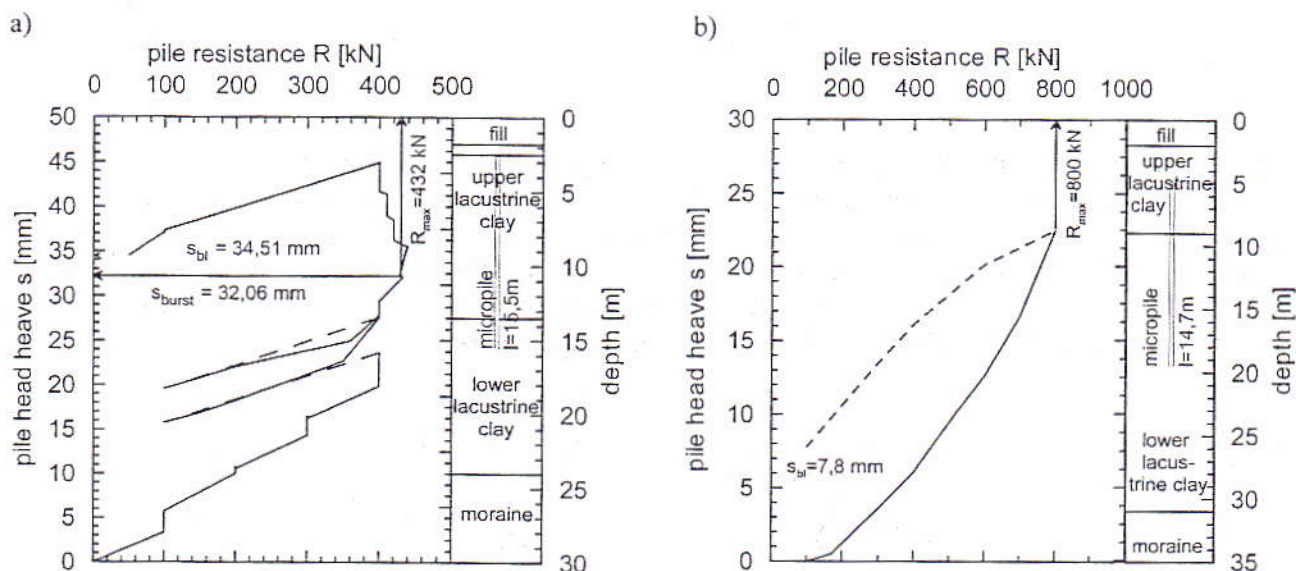 a)
pile resistance R [kN]
0 100 200 300 400 500
50
45
40
35
30
25
20
15
10
5
0
pile head heave s [mm]
s_bl = 34,51 mm
s_burst = 32,06 mm
R_max=432 kN
fill
upper
lacustrine
clay
micropile
l=15,5m
lower
lacustrine
clay
moraine
0
5
10
15
20
25
30
depth [m]
b)
pile resistance R [kN]
200 400 600 800 1000
30
25
20
15
10
5
0
pile head heave s [mm]
s_bl=7,8 mm
R_max=800 kN
fill
upper
lacustrine
clay
micropile
l=14,7m
lower
lacus-
trine clay
moraine
0
5
10
15
20
25
30
35
depth [m]